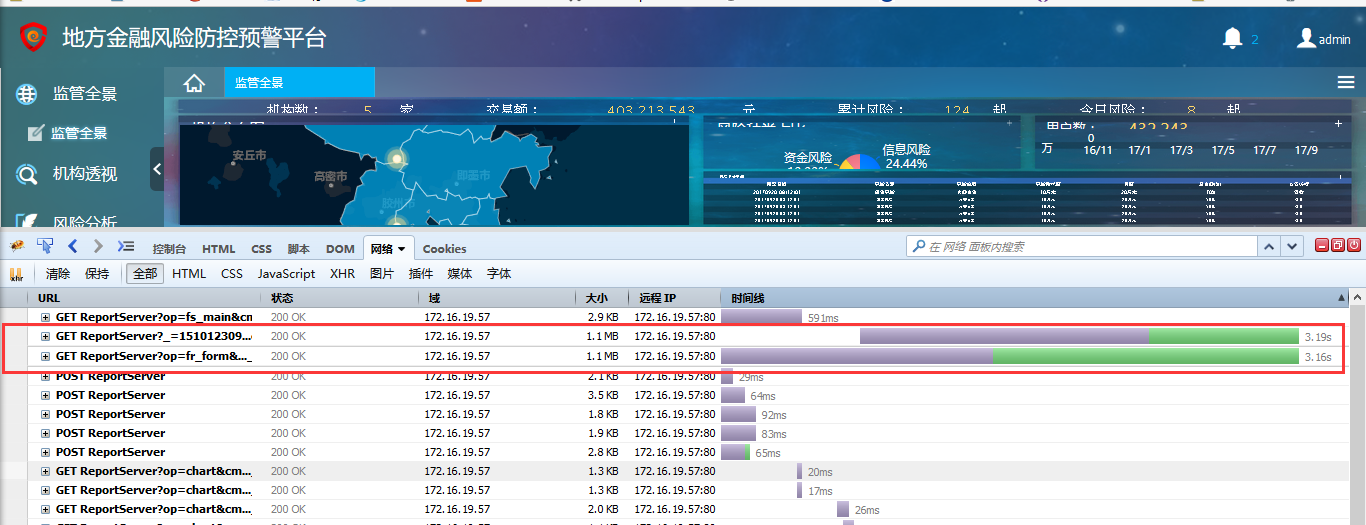 地方金融风险防控预警平台
2 admin
监管全景
监管全景
机构数： 5 家 交易额： 403,213,543 元 累计风险： 124 起 今日风险： 8 起
监管全景
机构透视
风险分析
安丘市
高密市
即墨市
胶州市
资金风险
信息风险
24.44%
用户数： 432,243
0
万 16/11 17/1 17/3 17/5 17/7 17/9
控制台 HTML CSS 脚本 DOM 网络 Cookies
在 网络 面板内搜索
xhr 清除 保持 全部 HTML CSS JavaScript XHR 图片 插件 媒体 字体
URL 状态 域 大小 远程 IP 时间线
GET ReportServer?op=fs_main&cn 200 OK 172.16.19.57 2.9 KB 172.16.19.57:80 591ms
GET ReportServer?_=151012309... 200 OK 172.16.19.57 1.1 MB 172.16.19.57:80 3.19s
GET ReportServer?op=fr_form&..._ 200 OK 172.16.19.57 1.1 MB 172.16.19.57:80 3.16s
POST ReportServer 200 OK 172.16.19.57 2.1 KB 172.16.19.57:80 29ms
POST ReportServer 200 OK 172.16.19.57 3.5 KB 172.16.19.57:80 64ms
POST ReportServer 200 OK 172.16.19.57 1.8 KB 172.16.19.57:80 92ms
POST ReportServer 200 OK 172.16.19.57 1.9 KB 172.16.19.57:80 83ms
POST ReportServer 200 OK 172.16.19.57 2.8 KB 172.16.19.57:80 65ms
GET ReportServer?op=chart&cm... 200 OK 172.16.19.57 1.3 KB 172.16.19.57:80 20ms
GET ReportServer?op=chart&cm... 200 OK 172.16.19.57 1.3 KB 172.16.19.57:80 17ms
GET ReportServer?op=chart&cm... 200 OK 172.16.19.57 2.0 KB 172.16.19.57:80 26ms